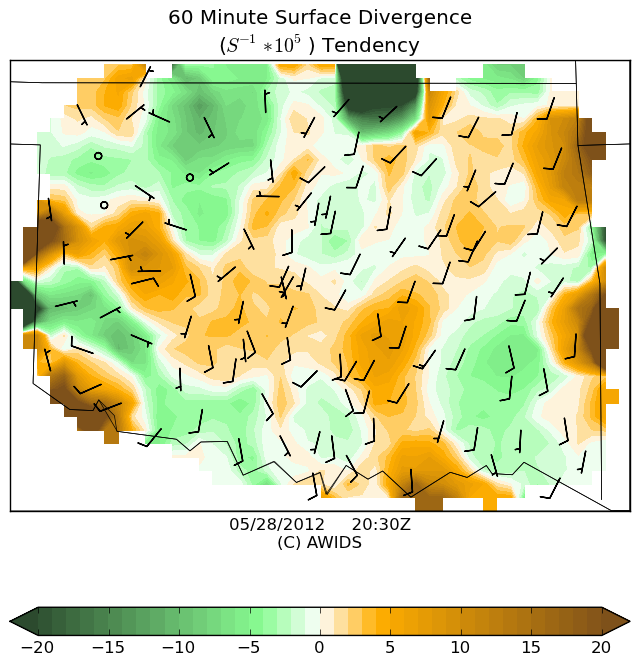 60 Minute Surface Divergence
(S⁻¹ * 10⁵ ) Tendency
05/28/2012 20:30Z
(C) AWIDS
−20 −15 −10 −5 0 5 10 15 20